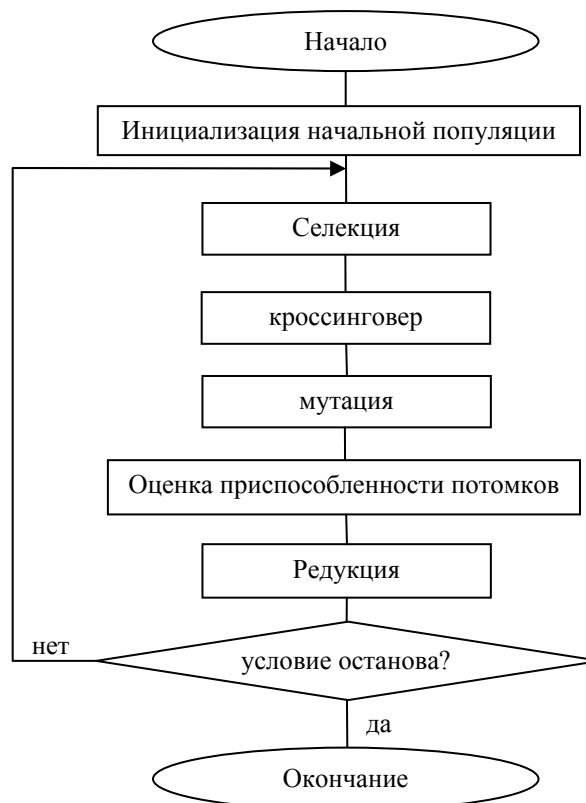 Начало
Инициализация начальной популяции
Селекция
кроссинговер
мутация
Оценка приспособленности потомков
Редукция
нет
условие останова?
да
Окончание